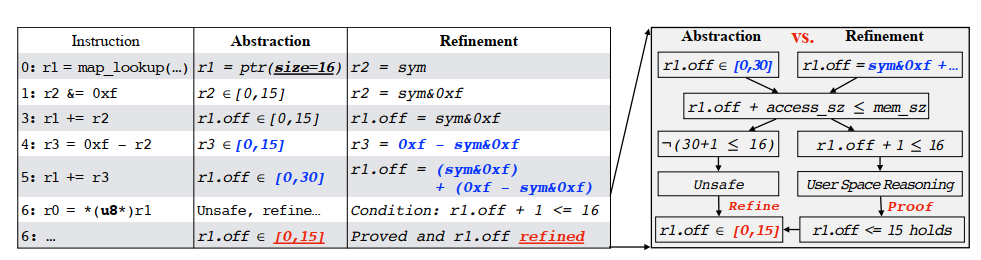 Instruction Abstraction Refinement
0: r1 = map_lookup(…) r1 = ptr(size=16) r2 = sym
1: r2 &= 0xf r2 ∈ [0,15] r2 = sym&0xf
3: r1 += r2 r1.off ∈ [0,15] r1.off = sym&0xf
4: r3 = 0xf - r2 r3 ∈ [0,15] r3 = 0xf - sym&0xf
5: r1 += r3 r1.off ∈ [0,30] r1.off = (sym&0xf)
+ (0xf - sym&0xf)
6: r0 = *(u8*)r1 Unsafe, refine… Condition: r1.off + 1 <= 16
6: … r1.off ∈ [0,15] Proved and r1.off refined
Abstraction vs. Refinement
r1.off ∈ [0,30] r1.off = sym&0xf +…
r1.off + access_sz ≤ mem_sz
¬(30+1 ≤ 16) r1.off + 1 ≤ 16
Unsafe User Space Reasoning
Refine Proof
r1.off ∈ [0,15] r1.off <= 15 holds